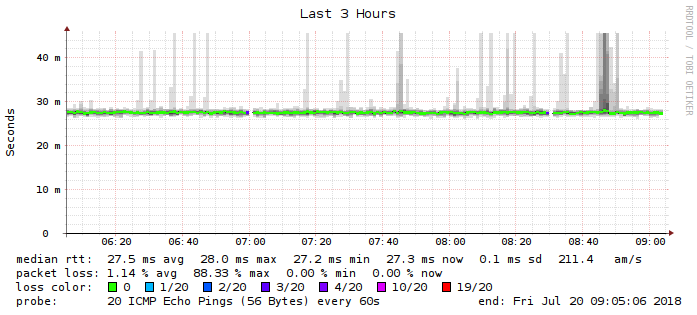 Last 3 Hours
RRDTOOL / TOBI OETIKER
Seconds
40 m
30 m
20 m
10 m
0
06:20 06:40 07:00 07:20 07:40 08:00 08:20 08:40 09:00
median rtt: 27.5 ms avg 28.0 ms max 27.2 ms min 27.3 ms now 0.1 ms sd 211.4 am/s
packet loss: 1.14 % avg 88.33 % max 0.00 % min 0.00 % now
loss color: 0 1/20 2/20 3/20 4/20 10/20 19/20
probe: 20 ICMP Echo Pings (56 Bytes) every 60s end: Fri Jul 20 09:05:06 2018